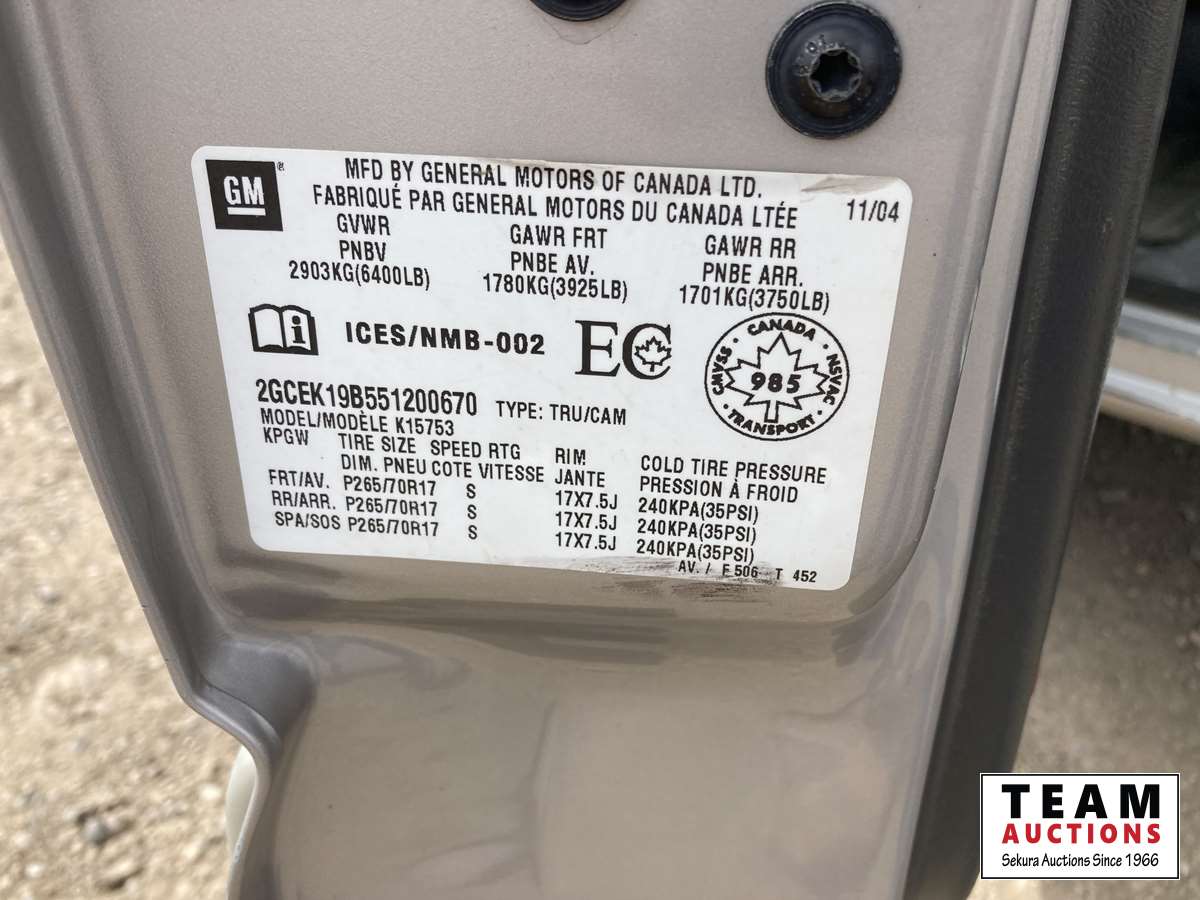 GM®
MFD BY GENERAL MOTORS OF CANADA LTD.
FABRIQUÉ PAR GENERAL MOTORS DU CANADA LTÉE 11/04
GVWR GAWR FRT GAWR RR
PNBV PNBE AV. PNBE ARR.
2903KG(6400LB) 1780KG(3925LB) 1701KG(3750LB)
i ICES/NMB-002 EC
CANADA
CMVSS 985 NSVAC
TRANSPORT
2GCEK19B551200670 TYPE: TRU/CAM
MODEL/MODÈLE K15753
KPGW TIRE SIZE SPEED RTG RIM COLD TIRE PRESSURE
DIM. PNEU COTE VITESSE JANTE PRESSION À FROID
FRT/AV. P265/70R17 S 17X7.5J 240KPA(35PSI)
RR/ARR. P265/70R17 S 17X7.5J 240KPA(35PSI)
SPA/SOS P265/70R17 S 17X7.5J 240KPA(35PSI)
AV. / F 506 T 452
TEAM
AUCTIONS
Sekura Auctions Since 1966